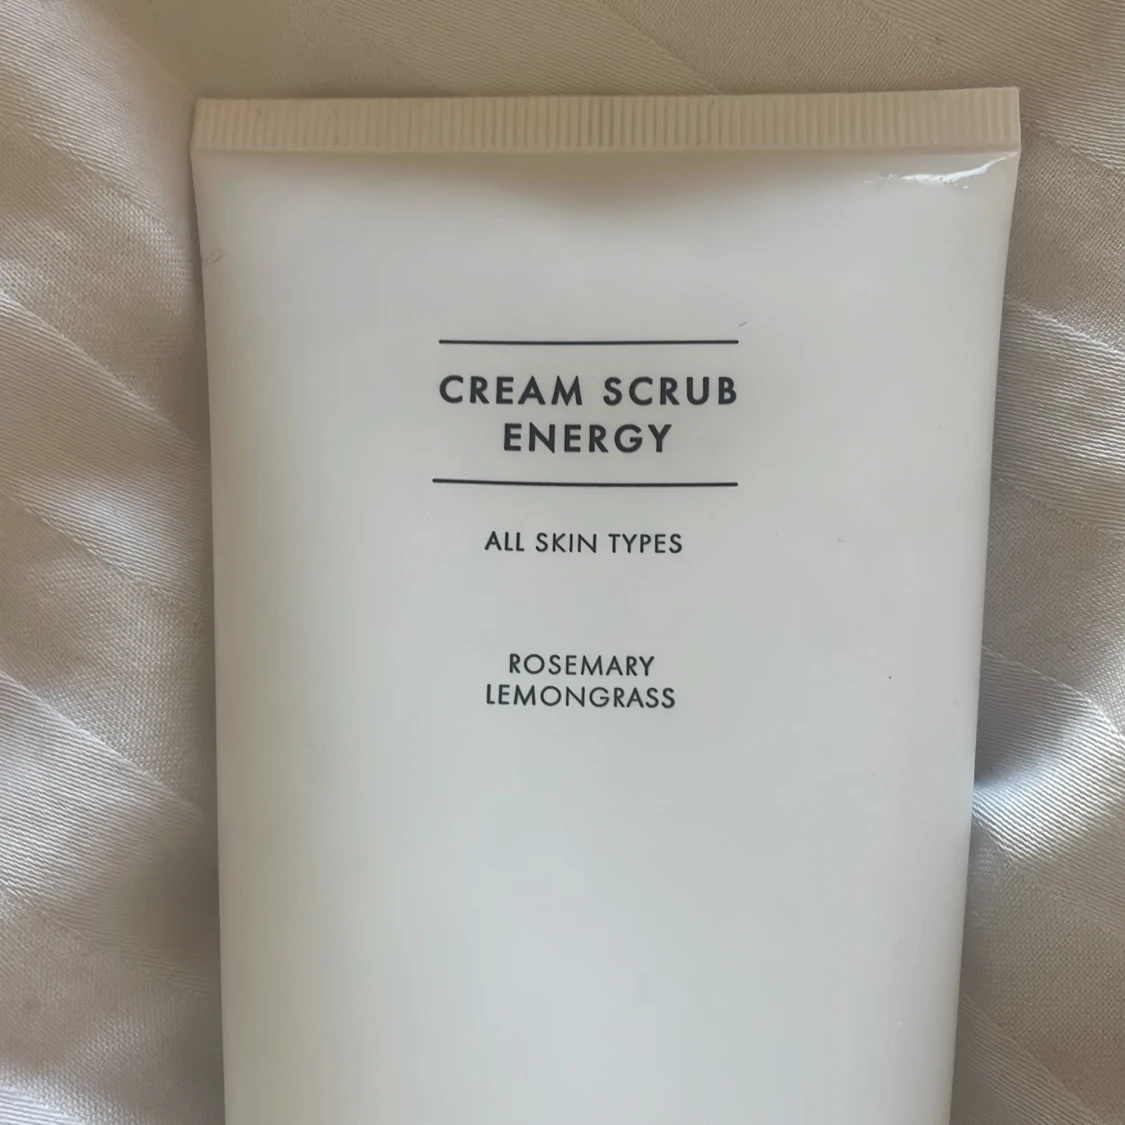 CREAM SCRUB
ENERGY
ALL SKIN TYPES
ROSEMARY
LEMONGRASS